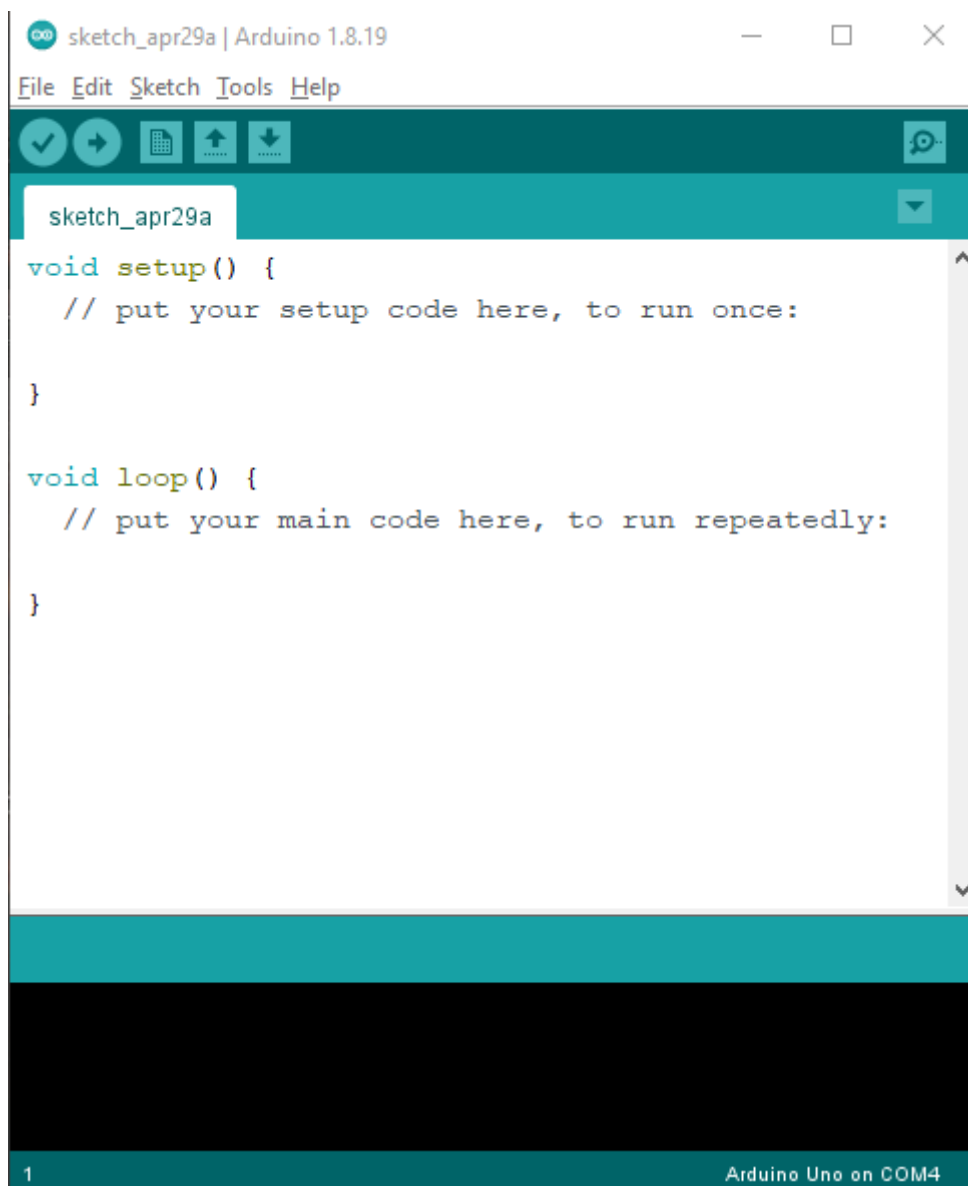 sketch_apr29a | Arduino 1.8.19
File Edit Sketch Tools Help
sketch_apr29a
void setup() {
  // put your setup code here, to run once:
}
void loop() {
  // put your main code here, to run repeatedly:
}
1
Arduino Uno on COM4